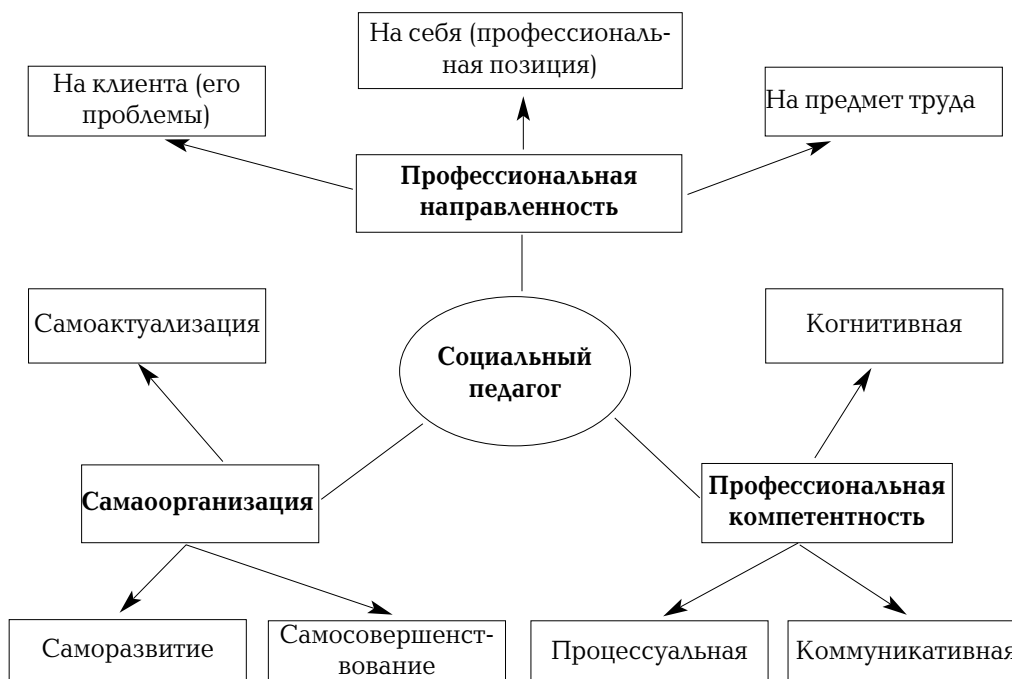 На себя (профессиональ-
ная позиция)
На клиента (его
проблемы)
На предмет труда
Профессиональная
направленность
Самоактуализация
Когнитивная
Социальный
педагог
Самаоорганизация
Профессиональная
компетентность
Саморазвитие
Самосовершенст-
вование
Процессуальная
Коммуникативная